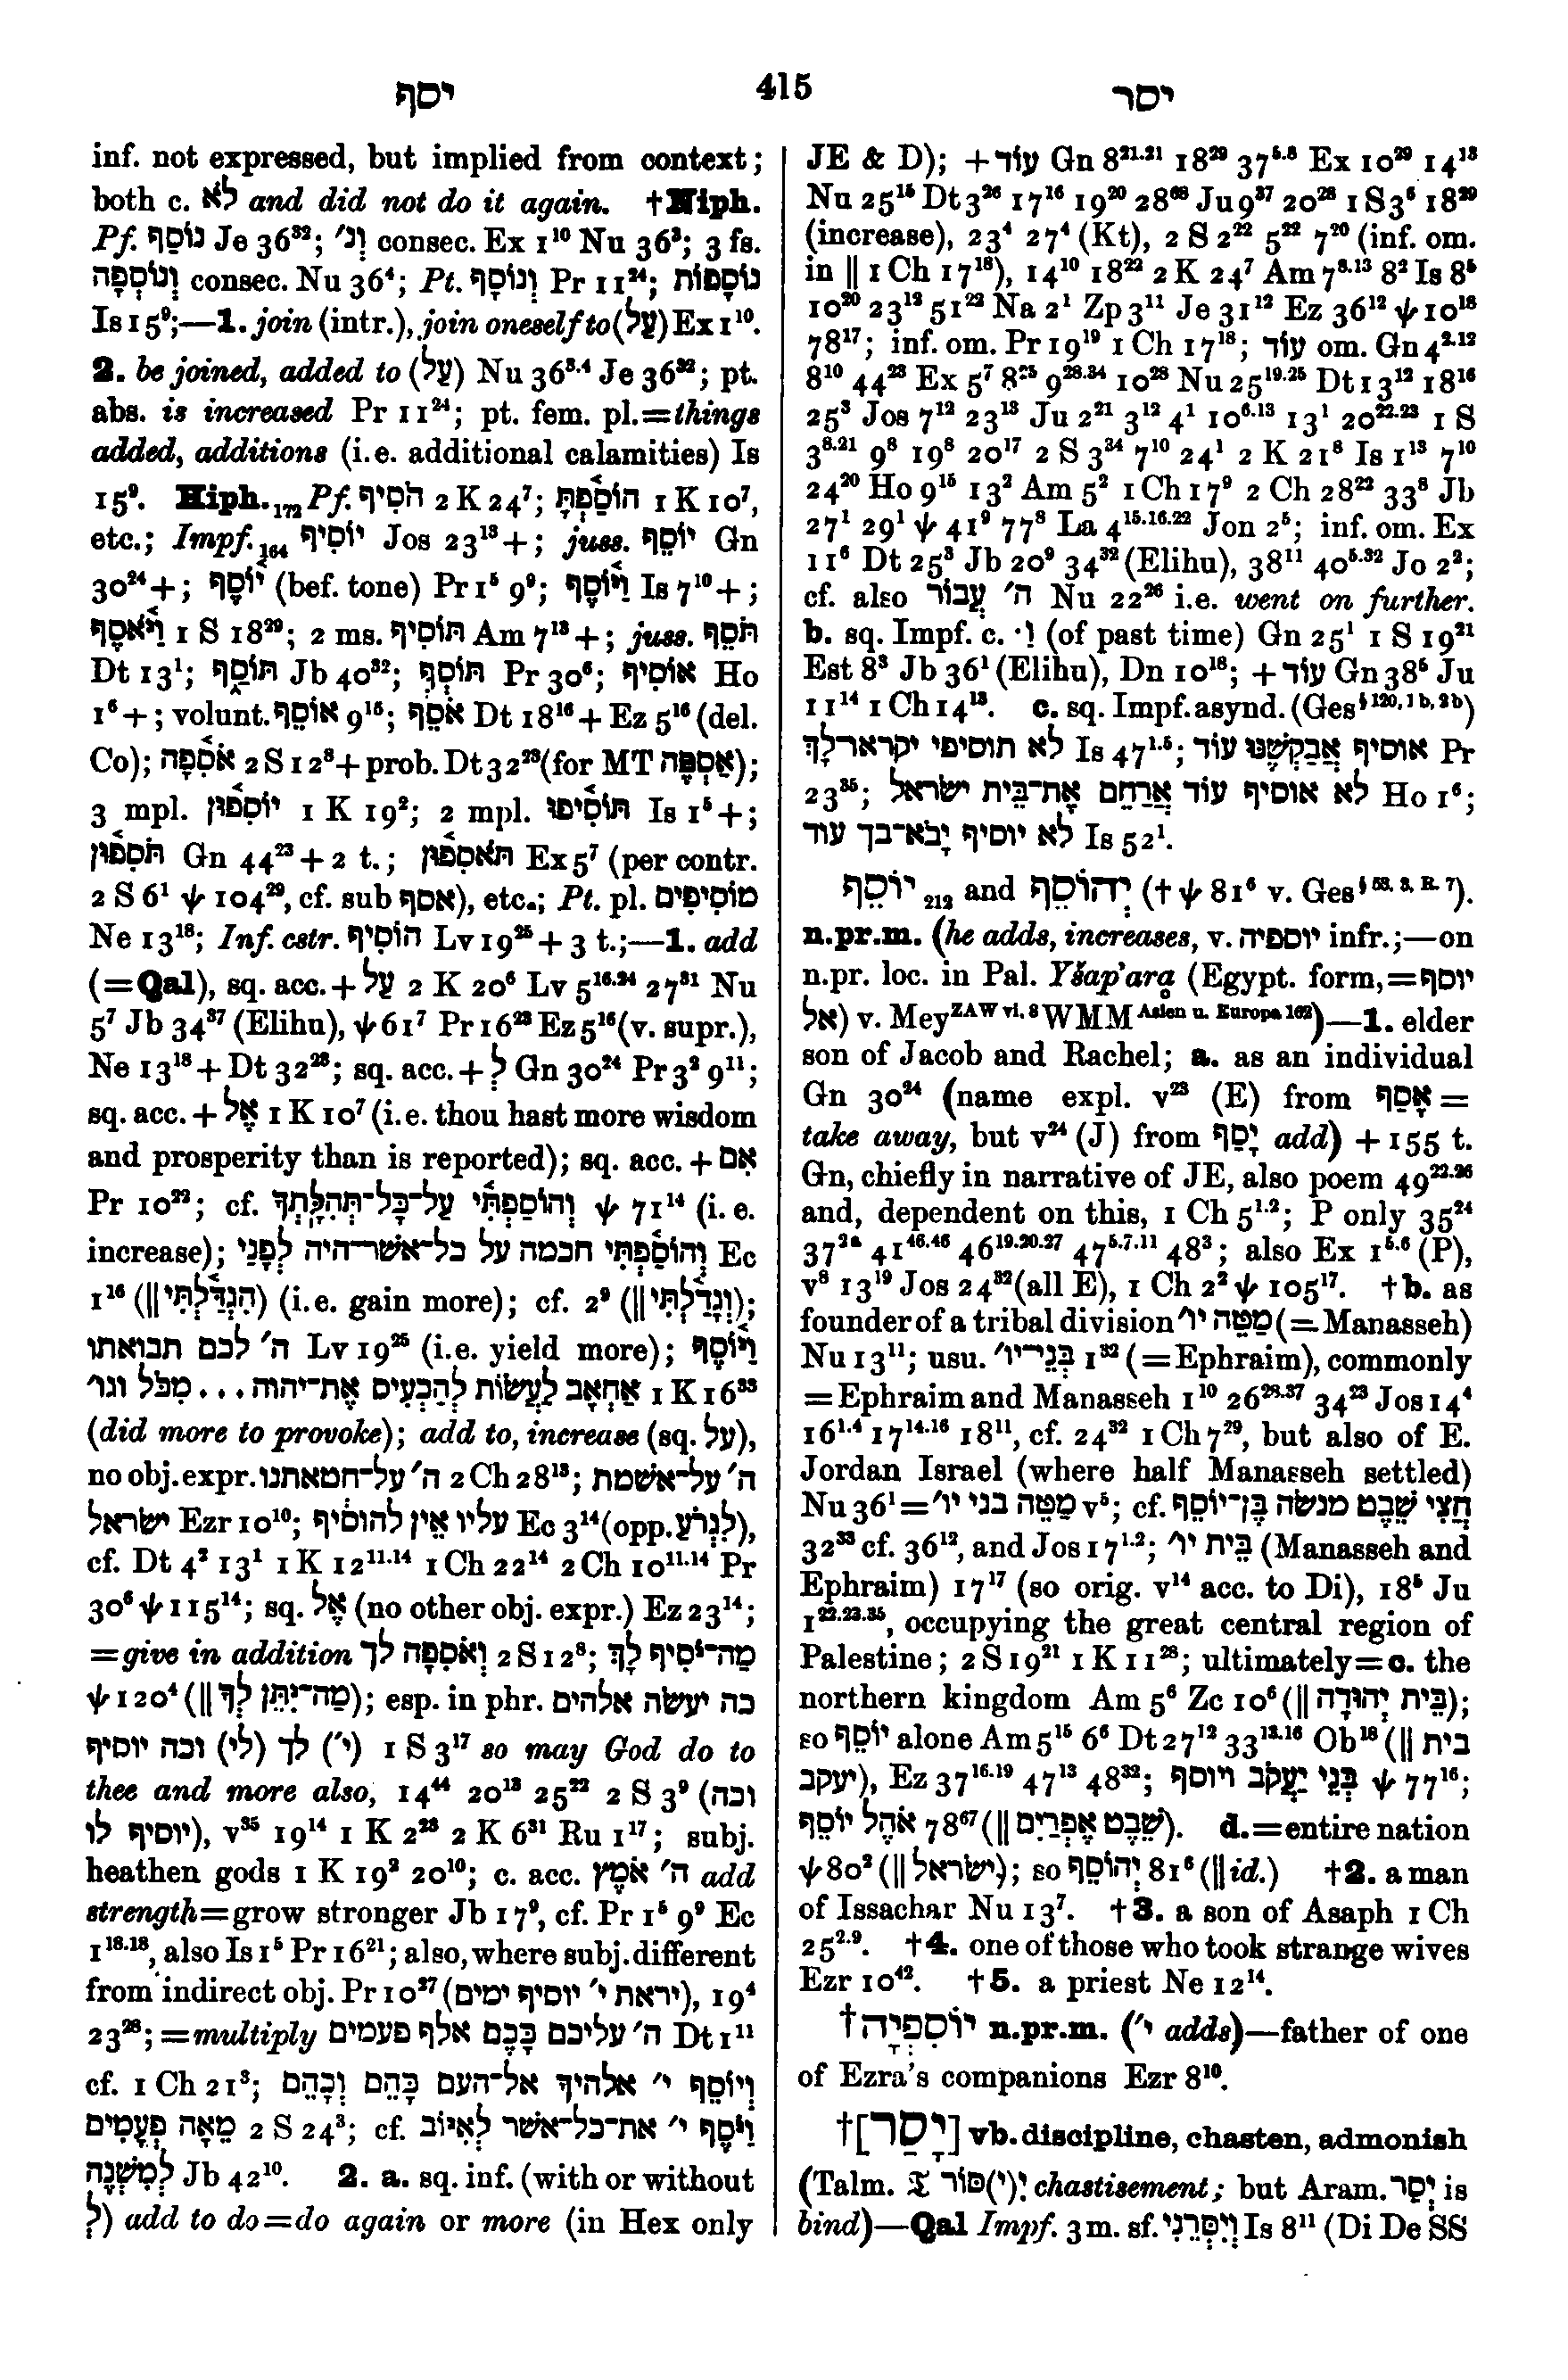 יסף 415 יסר
inf. not expressed, but implied from context;
both c. לֹא and did not do it again. †Niph.
Pf. נוֹסַף Je 36³²; וְנ׳ consec. Ex 1¹⁰ Nu 36³; 3 fs.
וְנוֹסְפָה consec. Nu 36⁴; Pt. וְנוֹסָף Pr 11²⁴; נוֹסָפוֹת
Is 15⁹;—1. join (intr.), join oneself to (עַל) Ex 1¹⁰.
2. be joined, added to (עַל) Nu 36³·⁴ Je 36³²; pt.
abs. is increased Pr 11²⁴; pt. fem. pl.=things
added, additions (i.e. additional calamities) Is
15⁹. Hiph.₁₇₂ Pf. הֹסִיף 2 K 24⁷; הוֹסַ֫פְתָּ 1 K 10⁷,
etc.; Impf.₁₆₄ יוֹסִיף Jos 23¹³+; juss. יוֹסֵף Gn
30²⁴+; י֫וֹסֶף (bef. tone) Pr 1⁵ 9⁹; וַיּ֫וֹסֶף Is 7¹⁰+;
וַיֹּ֫אסֶף 1 S 18²⁹; 2 ms. תּוֹסִיף Am 7¹³+; juss. תֹּסֵף
Dt 13¹; תּוֹסַף Jb 40³²; תּוֹסְףְּ Pr 30⁶; אוֹסִיף Ho
1⁶+; volunt. אוֹסֵף 9¹⁵; אֹסֵף Dt 18¹⁶+Ez 5¹⁶ (del.
Co); אֹסִ֫פָה 2 S 12⁸+prob. Dt 32²³(for MT אַסְפֶּה);
3 mpl. יוֹסִפ֫וּן 1 K 19²; 2 mpl. תּוֹסִ֫יפוּ Is 1⁵+;
תֹּסִפ֫וּן Gn 44²³+2 t.; תֹּאסִפ֫וּן Ex 5⁷ (per contr.
2 S 6¹ ψ 104²⁹, cf. sub אסף), etc.; Pt. pl. מוֹסִיפִים
Ne 13¹⁸; Inf. cstr. הוֹסִיף Lv 19²⁵+3 t.;—1. add
(=Qal), sq. acc.+עַל 2 K 20⁶ Lv 5¹⁶·²⁴ 27³¹ Nu
5⁷ Jb 34³⁷ (Elihu), ψ 61⁷ Pr 16²³ Ez 5¹⁶(v. supr.),
Ne 13¹⁸+Dt 32²³; sq. acc.+לְ Gn 30²⁴ Pr 3² 9¹¹;
sq. acc.+אֶל 1 K 10⁷ (i.e. thou hast more wisdom
and prosperity than is reported); sq. acc.+אִם
Pr 10²²; cf. וְהוֹסַפְתִּ֫י עַל־כָּל־תְּהִלָּתֶךָ ψ 71¹⁴ (i.e.
increase); וְהוֹסַ֫פְתִּי חכמה על כל־אשר־היה לְפָנַי Ec
1¹⁶ (‖הִגְדַּ֫לְתִּי) (i.e. gain more); cf. 2⁹ (‖וְגָדַ֫לְתִּי);
ה׳ לכם תבואתו Lv 19²⁵ (i.e. yield more); וַיּ֫וֹסֶף
אַחְאָב לַעֲשׂוֹת לְהַכְעִים אֶת־יהוה ... מִכֹּל וגו׳ 1 K 16³³
(did more to provoke); add to, increase (sq. על),
no obj. expr. ה׳ על־חטאתנו 2 Ch 28¹³; ה׳ על־אשׁמת
ישׂראל Ezr 10¹⁰; עליו אֵין להוסיף Ec 3¹⁴(opp. לִגְרֹעַ),
cf. Dt 4² 13¹ 1 K 12¹¹·¹⁴ 1 Ch 22¹⁴ 2 Ch 10¹¹·¹⁴ Pr
30⁶ ψ 115¹⁴; sq. אֶל (no other obj. expr.) Ez 23¹⁴;
=give in addition וְאֹסִפָה לך 2 S 12⁸; מַה־יֹּסִיף לָךְ
ψ 120⁴ (‖מַה־יִּתֵּן לְךָ); esp. in phr. כה יעשׂה אלהים
(י׳) לך (לי) וכה יוסיף 1 S 3¹⁷ so may God do to
thee and more also, 14⁴⁴ 20¹³ 25²² 2 S 3⁹ (וכה
יוסיף לו), v³⁵ 19¹⁴ 1 K 2²³ 2 K 6³¹ Ru 1¹⁷; subj.
heathen gods 1 K 19² 20¹⁰; c. acc. ה׳ אֹמֶץ add
strength=grow stronger Jb 17⁹, cf. Pr 1⁵ 9⁹ Ec
1¹⁸·¹⁸, also Is 1⁵ Pr 16²¹; also, where subj. different
from indirect obj. Pr 10²⁷ (יראת י׳ יוסיף ימים), 19⁴
23²⁸;=multiply ה׳ עליכם כָּכֶם אלף פעמים Dt 1¹¹
cf. 1 Ch 21³; וְיוֹסֵף י׳ אלהיך אל־העם כָּהֵם וְכָהֵם
2 S 24³; cf. וַיֹּסֶף י׳ את־כל־אשר לְאִיּוֹב מֵאָה פְעָמִים
לְמִשְׁנֶה Jb 42¹⁰. 2. a. sq. inf. (with or without
לְ) add to do=do again or more (in Hex only
JE & D); +עוֹד Gn 8²¹·²¹ 18²⁹ 37⁵·⁸ Ex 10²⁹ 14¹³
Nu 25¹⁵ Dt 3²⁶ 17¹⁶ 19²⁰ 28⁶⁸ Ju 9³⁷ 20²⁸ 1 S 3⁶ 18²⁹
(increase), 23⁴ 27⁴ (Kt), 2 S 2²² 5²² 7²⁰ (inf. om.
in ‖ 1 Ch 17¹⁸), 14¹⁰ 18²² 2 K 24⁷ Am 7⁸·¹³ 8² Is 8⁵
10²⁰ 23¹² 51²² Na 2¹ Zp 3¹¹ Je 31¹² Ez 36¹² ψ 10¹⁸
78¹⁷; inf. om. Pr 19¹⁹ 1 Ch 17¹⁸; עוֹד om. Gn 4²·¹²
8¹⁰ 44²³ Ex 5⁷ 8²⁵ 9²⁸·³⁴ 10²⁸ Nu 25¹⁹·²⁵ Dt 13¹² 18¹⁶
25³ Jos 7¹² 23¹³ Ju 2²¹ 3¹² 4¹ 10⁶·¹³ 13¹ 20²²·²³ 1 S
3⁸·²¹ 9⁸ 19⁸ 20¹⁷ 2 S 3³⁴ 7¹⁰ 24¹ 2 K 21⁸ Is 1¹³ 7¹⁰
24²⁰ Ho 9¹⁵ 13² Am 5² 1 Ch 17⁹ 2 Ch 28²² 33⁸ Jb
27¹ 29¹ ψ 41⁹ 77⁸ La 4¹⁵·¹⁶·²² Jon 2⁵; inf. om. Ex
11⁶ Dt 25³ Jb 20⁹ 34³² (Elihu), 38¹¹ 40⁵·³² Jo 2²;
cf. also ה׳ עֲבוֹר Nu 22²⁶ i.e. went on further.
b. sq. Impf. c. ·וַ (of past time) Gn 25¹ 1 S 19²¹
Est 8³ Jb 36¹ (Elihu), Dn 10¹⁸; +עוֹד Gn 38⁵ Ju
11¹⁴ 1 Ch 14¹³. c. sq. Impf. asynd. (Ges§¹²⁰·¹ᵇ·²ᵇ)
לא תוסיפי יקראו־לָךְ Is 47¹·⁵; אוסיף אֲבַקְשֶׁנּוּ עוֹד Pr
23³⁵; לא אוסיף עוֹד אֲרַחֵם אֶת־בֵּית ישראל Ho 1⁶;
לא יוסיף יָבֹא־בך עוד Is 52¹.
יוֹסֵף ₂₁₂ and יְהוֹסֵף († ψ 81⁶ v. Ges§⁵³·³·ᴿ·⁷).
n.pr.m. (he adds, increases, v. יוספיה infr.;—on
n.pr. loc. in Pal. Yšap'ara (Egypt. form,=יוסף
אל) v. Mey ZAW vi, 8 WMM Asien u. Europa 162)—1. elder
son of Jacob and Rachel; a. as an individual
Gn 30²⁴ (name expl. v²³ (E) from אָסַף=
take away, but v²⁴ (J) from יָסַף add) +155 t.
Gn, chiefly in narrative of JE, also poem 49²²·²⁶
and, dependent on this, 1 Ch 5¹·²; P only 35²⁴
37²ᵃ 41⁴⁶·⁴⁶ 46¹⁹·²⁰·²⁷ 47⁵·⁷·¹¹ 48³; also Ex 1⁵·⁶ (P),
v⁸ 13¹⁹ Jos 24³²(all E), 1 Ch 2² ψ 105¹⁷. †b. as
founder of a tribal division מַטֵּה יו׳ (=Manasseh)
Nu 13¹¹; usu. בְּנֵי־יו׳ 1³² (=Ephraim), commonly
=Ephraim and Manasseh 1¹⁰ 26²⁸·³⁷ 34²³ Jos 14⁴
16¹·⁴ 17¹⁴·¹⁶ 18¹¹, cf. 24³² 1 Ch 7²⁹, but also of E.
Jordan Israel (where half Manasseh settled)
Nu 36¹=מַטֵּה בני יו׳ v⁵; cf. חֲצִי שֵׁבֶט מנשׂה בֶּן־יוֹסֵף
32³³ cf. 36¹², and Jos 17¹·²; בֵּית יו׳ (Manasseh and
Ephraim) 17¹⁷ (so orig. v¹⁴ acc. to Di), 18⁵ Ju
1²²·²³·³⁵, occupying the great central region of
Palestine; 2 S 19²¹ 1 K 11²⁸; ultimately=c. the
northern kingdom Am 5⁶ Zc 10⁶ (‖בֵּית יְהוּדָה);
so יוֹסֵף alone Am 5¹⁵ 6⁶ Dt 27¹² 33¹³·¹⁶ Ob¹⁸ (‖בית
יעקב), Ez 37¹⁶·¹⁹ 47¹³ 48³²; בְּנֵי יַעֲקֹב ויוסף ψ 77¹⁶;
אֹהֶל יוֹסֵף 78⁶⁷ (‖שֵׁבֶט אֶפְרַיִם). d.=entire nation
ψ 80² (‖ישׂראל); so יְהוֹסֵף 81⁶ (‖id.) †2. a man
of Issachar Nu 13⁷. †3. a son of Asaph 1 Ch
25²·⁹. †4. one of those who took strange wives
Ezr 10⁴². †5. a priest Ne 12¹⁴.
†יוֹסִפְיָה n.pr.m. (י׳ adds)—father of one
of Ezra's companions Ezr 8¹⁰.
†[יָסַר] vb. discipline, chasten, admonish
(Talm. 𝔗 יִ(י)סּוֹר chastisement; but Aram. יְסַר is
bind)—Qal Impf. 3 m. sf. וְיִסְּרֵנִי Is 8¹¹ (Di De SS